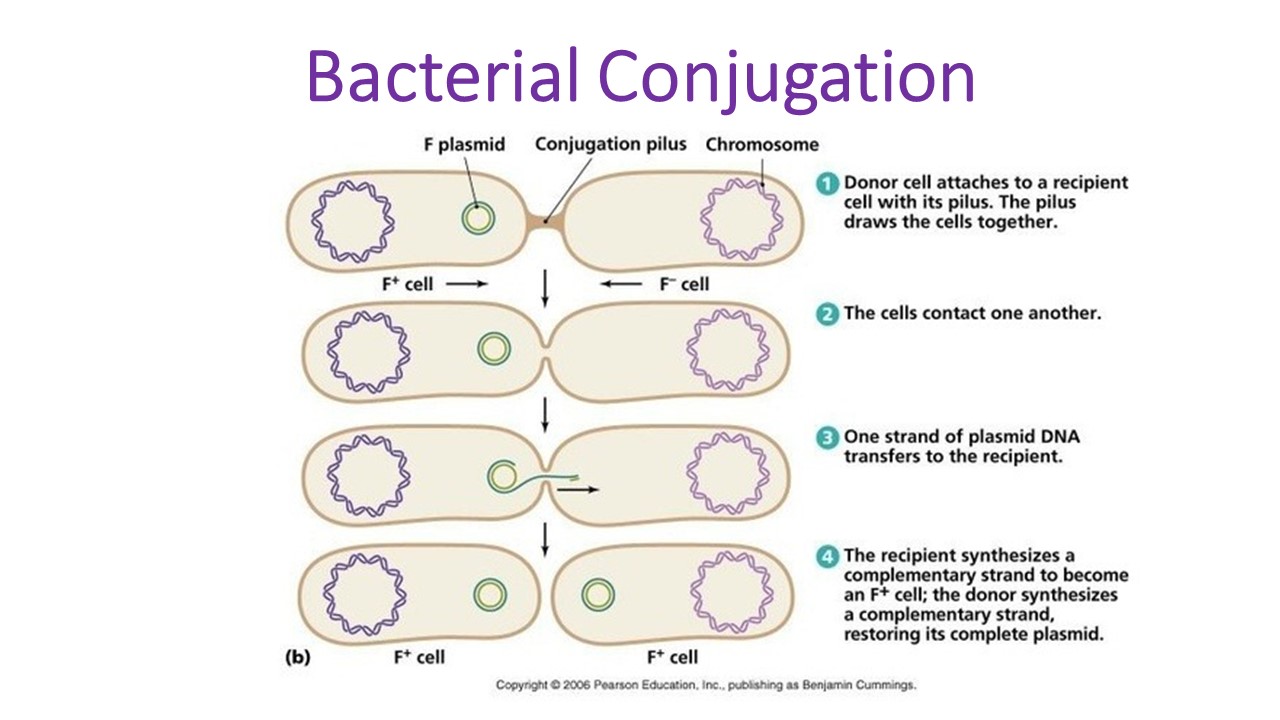 Bacterial Conjugation
F plasmid
Conjugation pilus
Chromosome
1 Donor cell attaches to a recipient
cell with its pilus. The pilus
draws the cells together.
F⁺ cell
F⁻ cell
2 The cells contact one another.
3 One strand of plasmid DNA
transfers to the recipient.
4 The recipient synthesizes a
complementary strand to become
an F⁺ cell; the donor synthesizes
a complementary strand,
restoring its complete plasmid.
(b)
F⁺ cell
F⁺ cell
Copyright © 2006 Pearson Education, Inc., publishing as Benjamin Cummings.